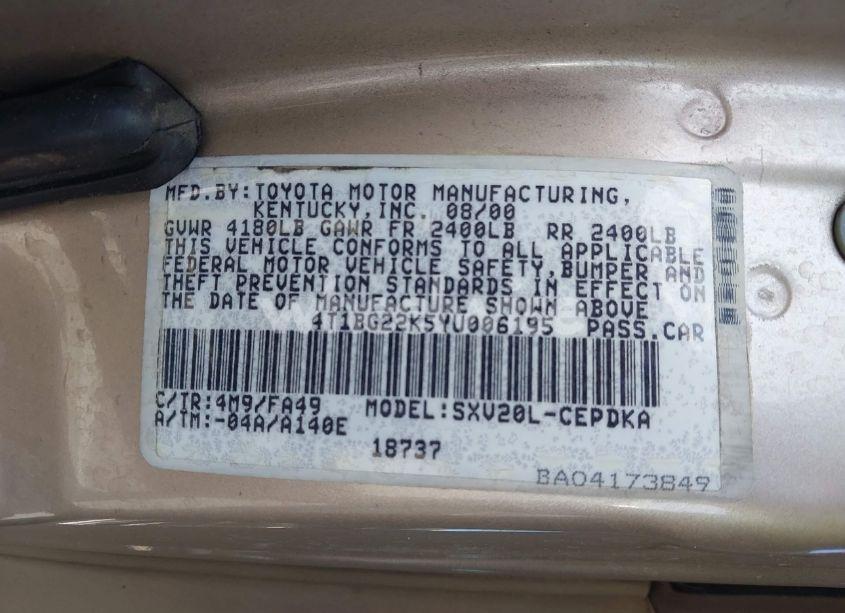 MFD.BY:TOYOTA MOTOR MANUFACTURING,
KENTUCKY,INC. 08/00
GVWR 4180LB GAWR FR 2400LB RR 2400LB
THIS VEHICLE CONFORMS TO ALL APPLICABLE
FEDERAL MOTOR VEHICLE SAFETY,BUMPER AND
THEFT PREVENTION STANDARDS IN EFFECT ON
THE DATE OF MANUFACTURE SHOWN ABOVE
4T1BG22K5YU006195 PASS.CAR
C/TR:4M9/FA49 MODEL:SXV20L-CEPDKA
A/TM:-04A/A140E
18737
BA04173849